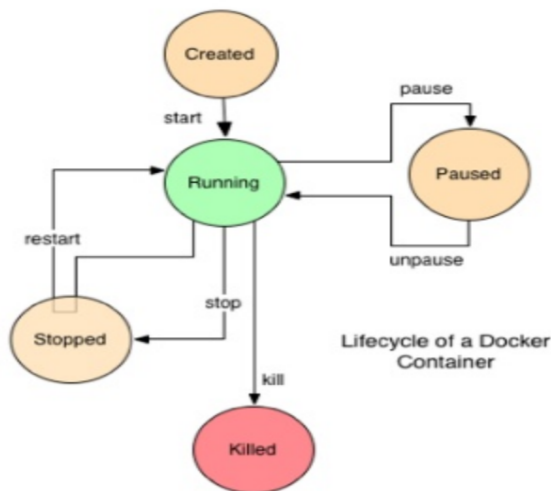 Created
start
pause
Running
Paused
restart
unpause
stop
Stopped
Lifecycle of a Docker
Container
kill
Killed